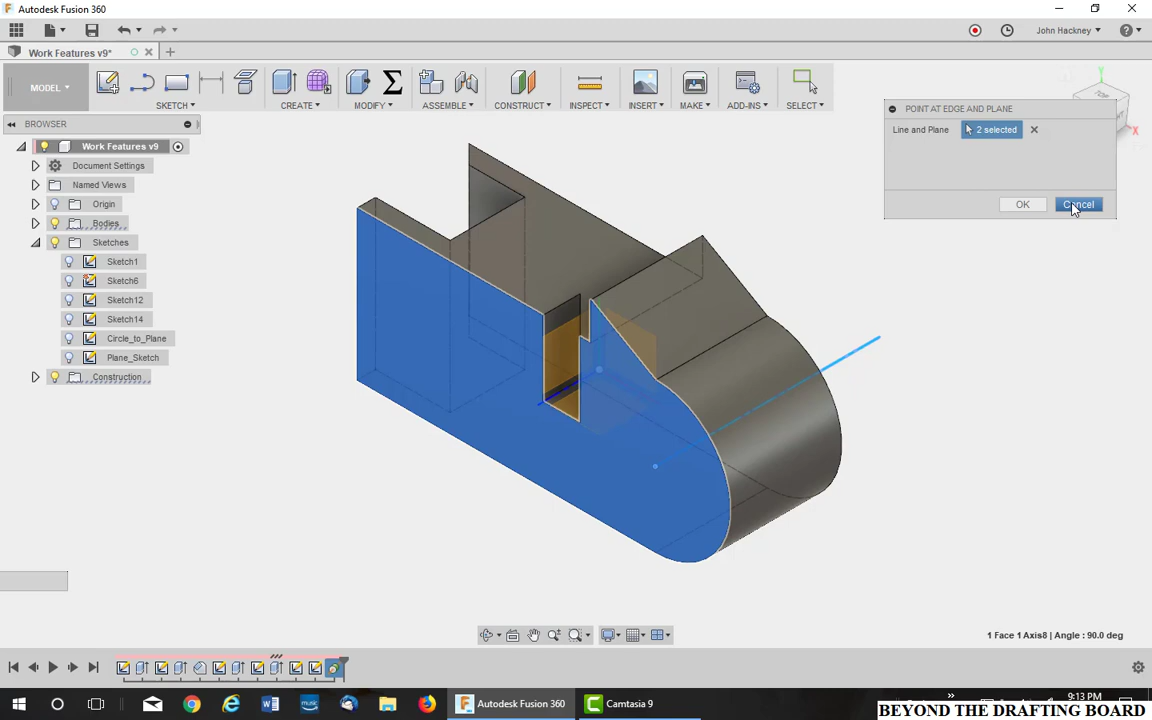 Autodesk Fusion 360
John Hackney
Work Features v9*
MODEL
SKETCH
CREATE
MODIFY
ASSEMBLE
CONSTRUCT
INSPECT
INSERT
MAKE
ADD-INS
SELECT
BROWSER
Work Features v9
Document Settings
Named Views
Origin
Bodies
Sketches
Sketch1
Sketch6
Sketch12
Sketch14
Circle_to_Plane
Plane_Sketch
Construction
POINT AT EDGE AND PLANE
Line and Plane
2 selected
OK
Cancel
Y
X
1 Face 1 Axis8 | Angle : 90.0 deg
Autodesk Fusion 360
Camtasia 9
9:13 PM
BEYOND THE DRAFTING BOARD